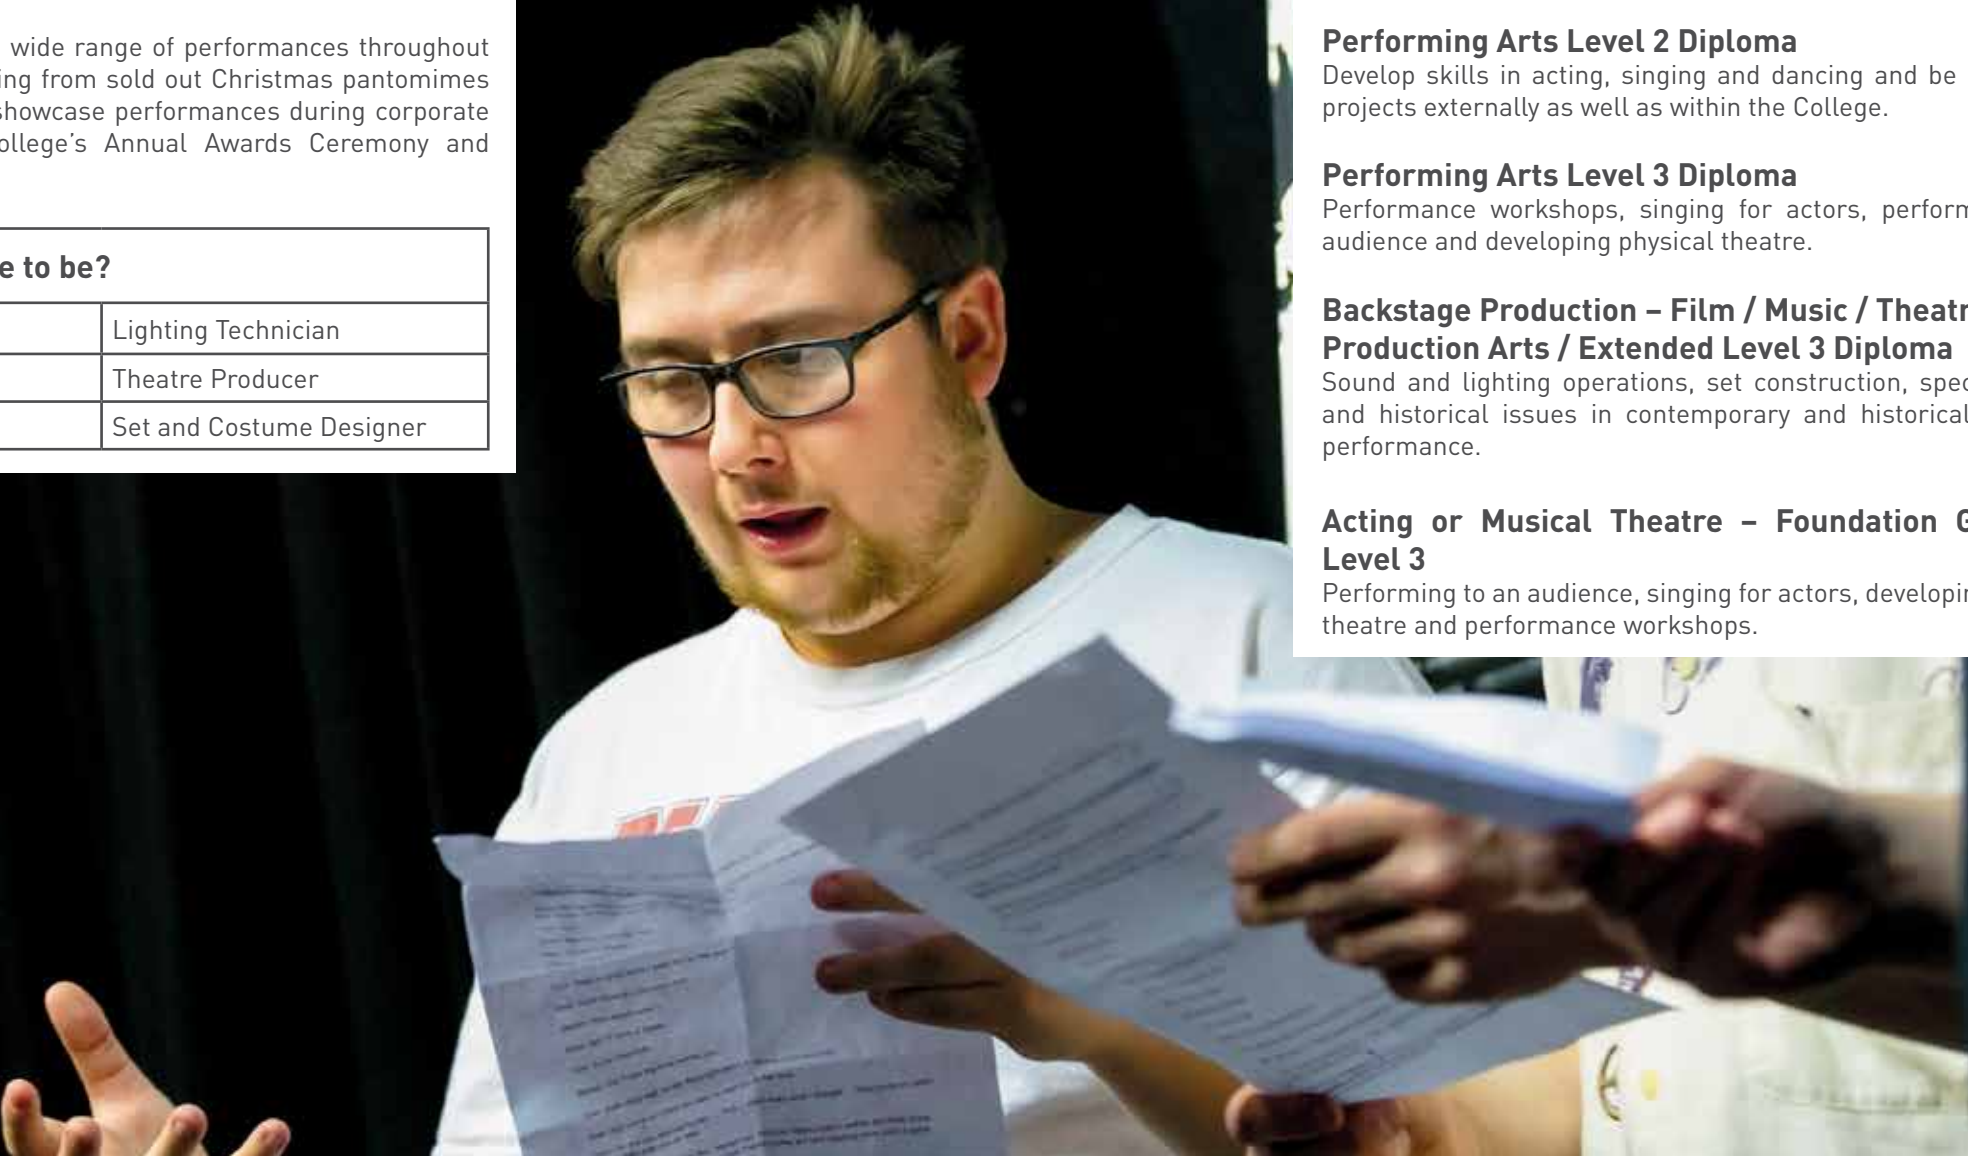 wide range of performances throughout
ing from sold out Christmas pantomimes
showcase performances during corporate
ollege’s Annual Awards Ceremony and
e to be?
Lighting Technician
Theatre Producer
Set and Costume Designer
Performing Arts Level 2 Diploma
Develop skills in acting, singing and dancing and be
projects externally as well as within the College.
Performing Arts Level 3 Diploma
Performance workshops, singing for actors, perform
audience and developing physical theatre.
Backstage Production – Film / Music / Theatr
Production Arts / Extended Level 3 Diploma
Sound and lighting operations, set construction, spec
and historical issues in contemporary and historical
performance.
Acting or Musical Theatre – Foundation G
Level 3
Performing to an audience, singing for actors, developin
theatre and performance workshops.